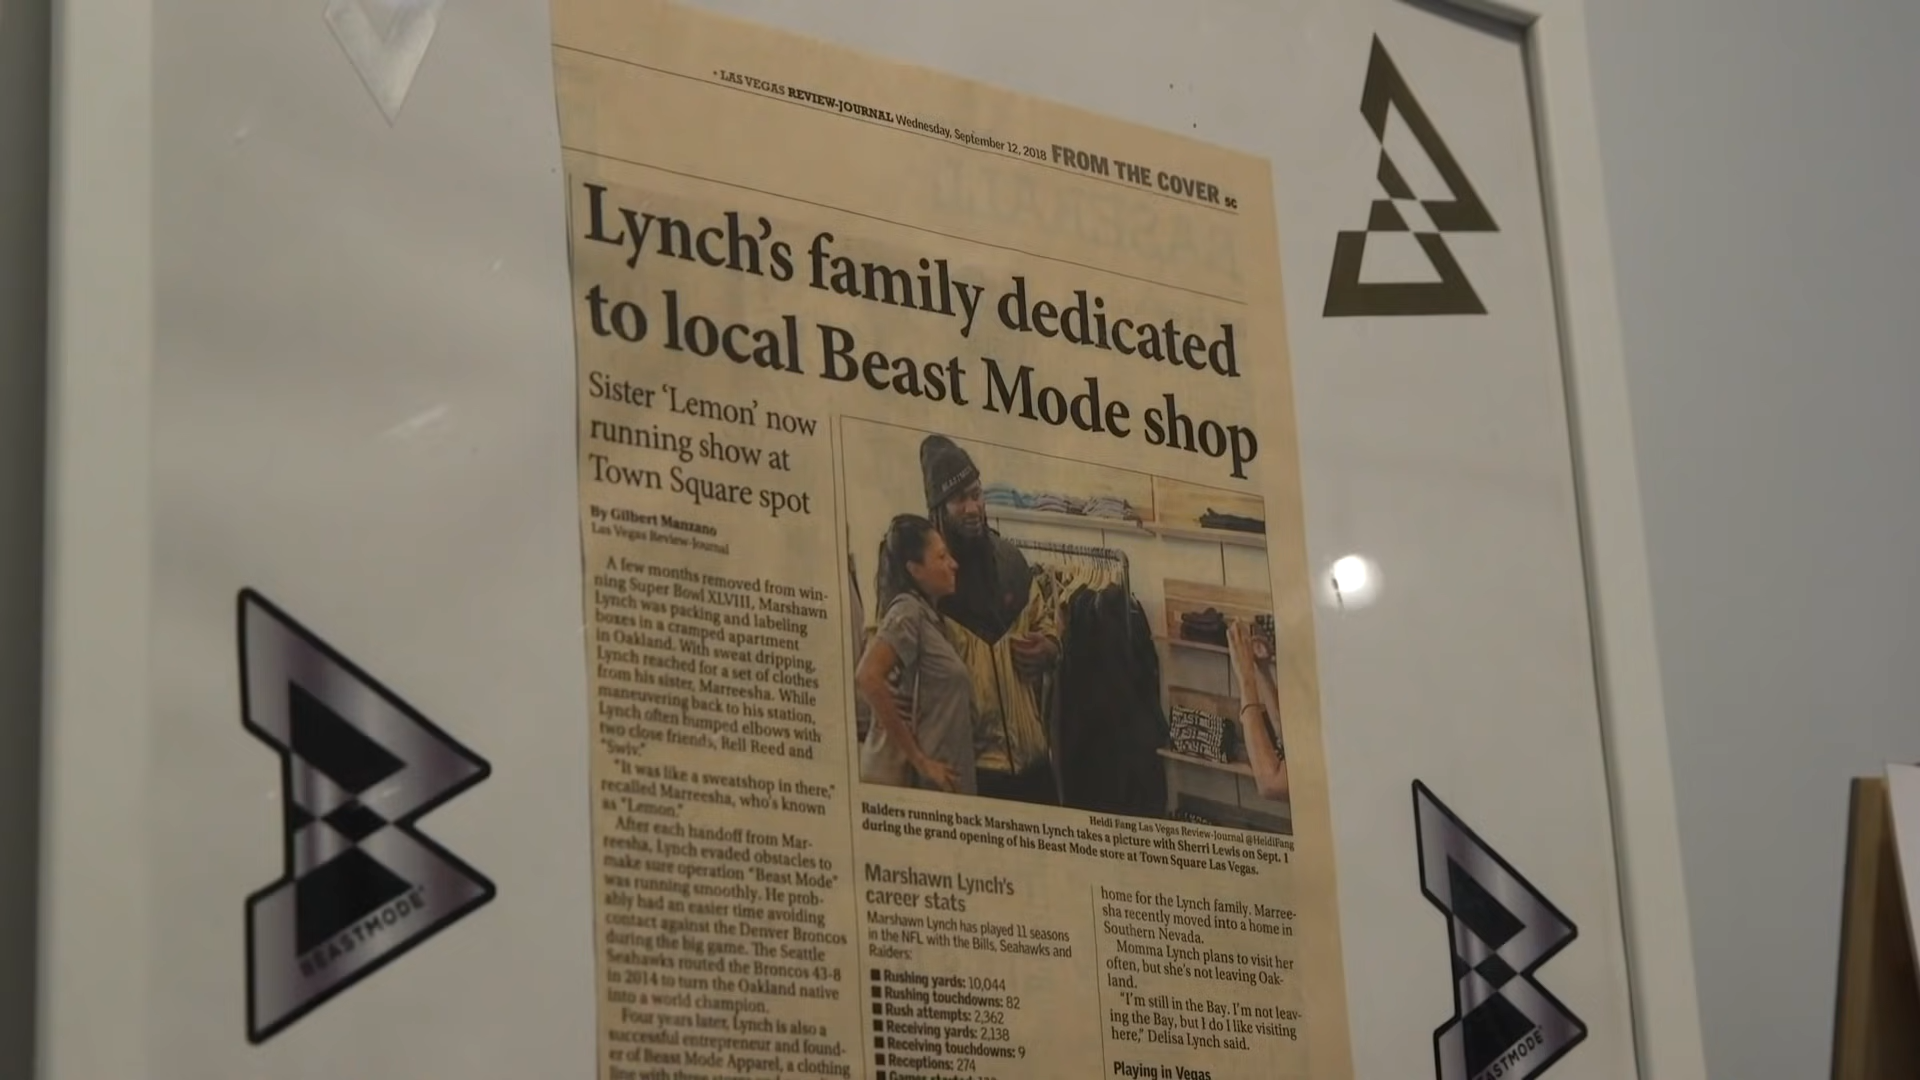 LAS VEGAS REVIEW-JOURNAL Wednesday, September 12, 2018 FROM THE COVER 5C
Lynch's family dedicated
to local Beast Mode shop
Sister 'Lemon' now
running show at
Town Square spot
By Gilbert Manzano
Las Vegas Review-Journal
A few months removed from win-
ning Super Bowl XLVIII, Marshawn
Lynch was packing and labeling
boxes in a cramped apartment
in Oakland. With sweat dripping,
Lynch reached for a set of clothes
from his sister, Marreesha. While
maneuvering back to his station,
Lynch often bumped elbows with
two close friends, Rell Reed and
"Swiv."
"It was like a sweatshop in there,"
recalled Marreesha, who's known
as "Lemon."
After each handoff from Mar-
reesha, Lynch evaded obstacles to
make sure operation "Beast Mode"
was running smoothly. He prob-
ably had an easier time avoiding
contact against the Denver Broncos
during the big game. The Seattle
Seahawks routed the Broncos 43-8
in 2014 to turn the Oakland native
into a world champion.
Four years later, Lynch is also a
successful entrepreneur and found-
er of Beast Mode Apparel, a clothing
line with three
Heidi Fang Las Vegas Review-Journal @HeidiFang
Raiders running back Marshawn Lynch takes a picture with Sherri Lewis on Sept. 1
during the grand opening of his Beast Mode store at Town Square Las Vegas.
Marshawn Lynch's
career stats
Marshawn Lynch has played 11 seasons
in the NFL with the Bills, Seahawks and
Raiders:
■ Rushing yards: 10,044
■ Rushing touchdowns: 82
■ Rush attempts: 2,362
■ Receiving yards: 2,138
■ Receiving touchdowns: 9
■ Receptions: 274
■ Games started:
home for the Lynch family. Marree-
sha recently moved into a home in
Southern Nevada.
Momma Lynch plans to visit her
often, but she's not leaving Oak-
land.
"I'm still in the Bay. I'm not leav-
ing the Bay, but I do I like visiting
here," Delisa Lynch said.
Playing in Vegas
BEASTMODE
BEASTMODE